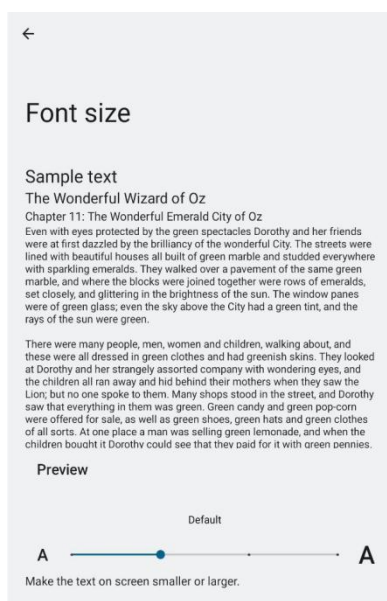 Font size
Sample text
The Wonderful Wizard of Oz
Chapter 11: The Wonderful Emerald City of Oz
Even with eyes protected by the green spectacles Dorothy and her friends
were at first dazzled by the brilliancy of the wonderful City. The streets were
lined with beautiful houses all built of green marble and studded everywhere
with sparkling emeralds. They walked over a pavement of the same green
marble, and where the blocks were joined together were rows of emeralds,
set closely, and glittering in the brightness of the sun. The window panes
were of green glass; even the sky above the City had a green tint, and the
rays of the sun were green.
There were many people, men, women and children, walking about, and
these were all dressed in green clothes and had greenish skins. They looked
at Dorothy and her strangely assorted company with wondering eyes, and
the children all ran away and hid behind their mothers when they saw the
Lion; but no one spoke to them. Many shops stood in the street, and Dorothy
saw that everything in them was green. Green candy and green pop-corn
were offered for sale, as well as green shoes, green hats and green clothes
of all sorts. At one place a man was selling green lemonade, and when the
children bought it Dorothy could see that they paid for it with green pennies.
Preview
Default
A A
Make the text on screen smaller or larger.